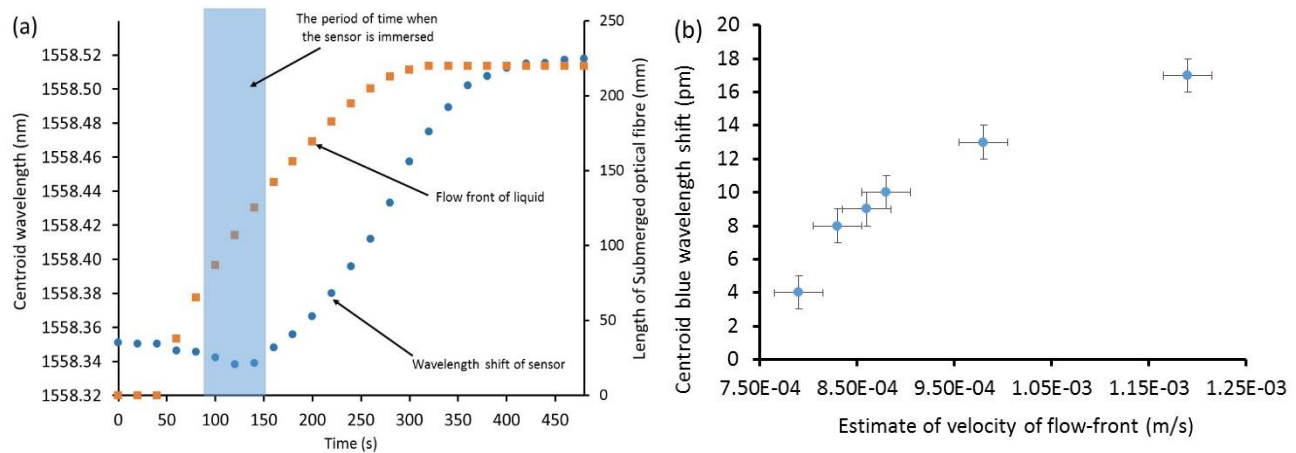 (a)
The period of time when
the sensor is immersed
Centroid wavelength (nm)
1558.52
1558.50
1558.48
1558.46
1558.44
1558.42
1558.40
1558.38
1558.36
1558.34
1558.32
250
200
150
100
50
0
Length of Submerged optical fibre (mm)
Flow front of liquid
Wavelength shift of sensor
0 50 100 150 200 250 300 350 400 450
Time (s)
(b)
Centroid blue wavelength shift (pm)
20
18
16
14
12
10
8
6
4
2
0
7.50E-04 8.50E-04 9.50E-04 1.05E-03 1.15E-03 1.25E-03
Estimate of velocity of flow-front (m/s)